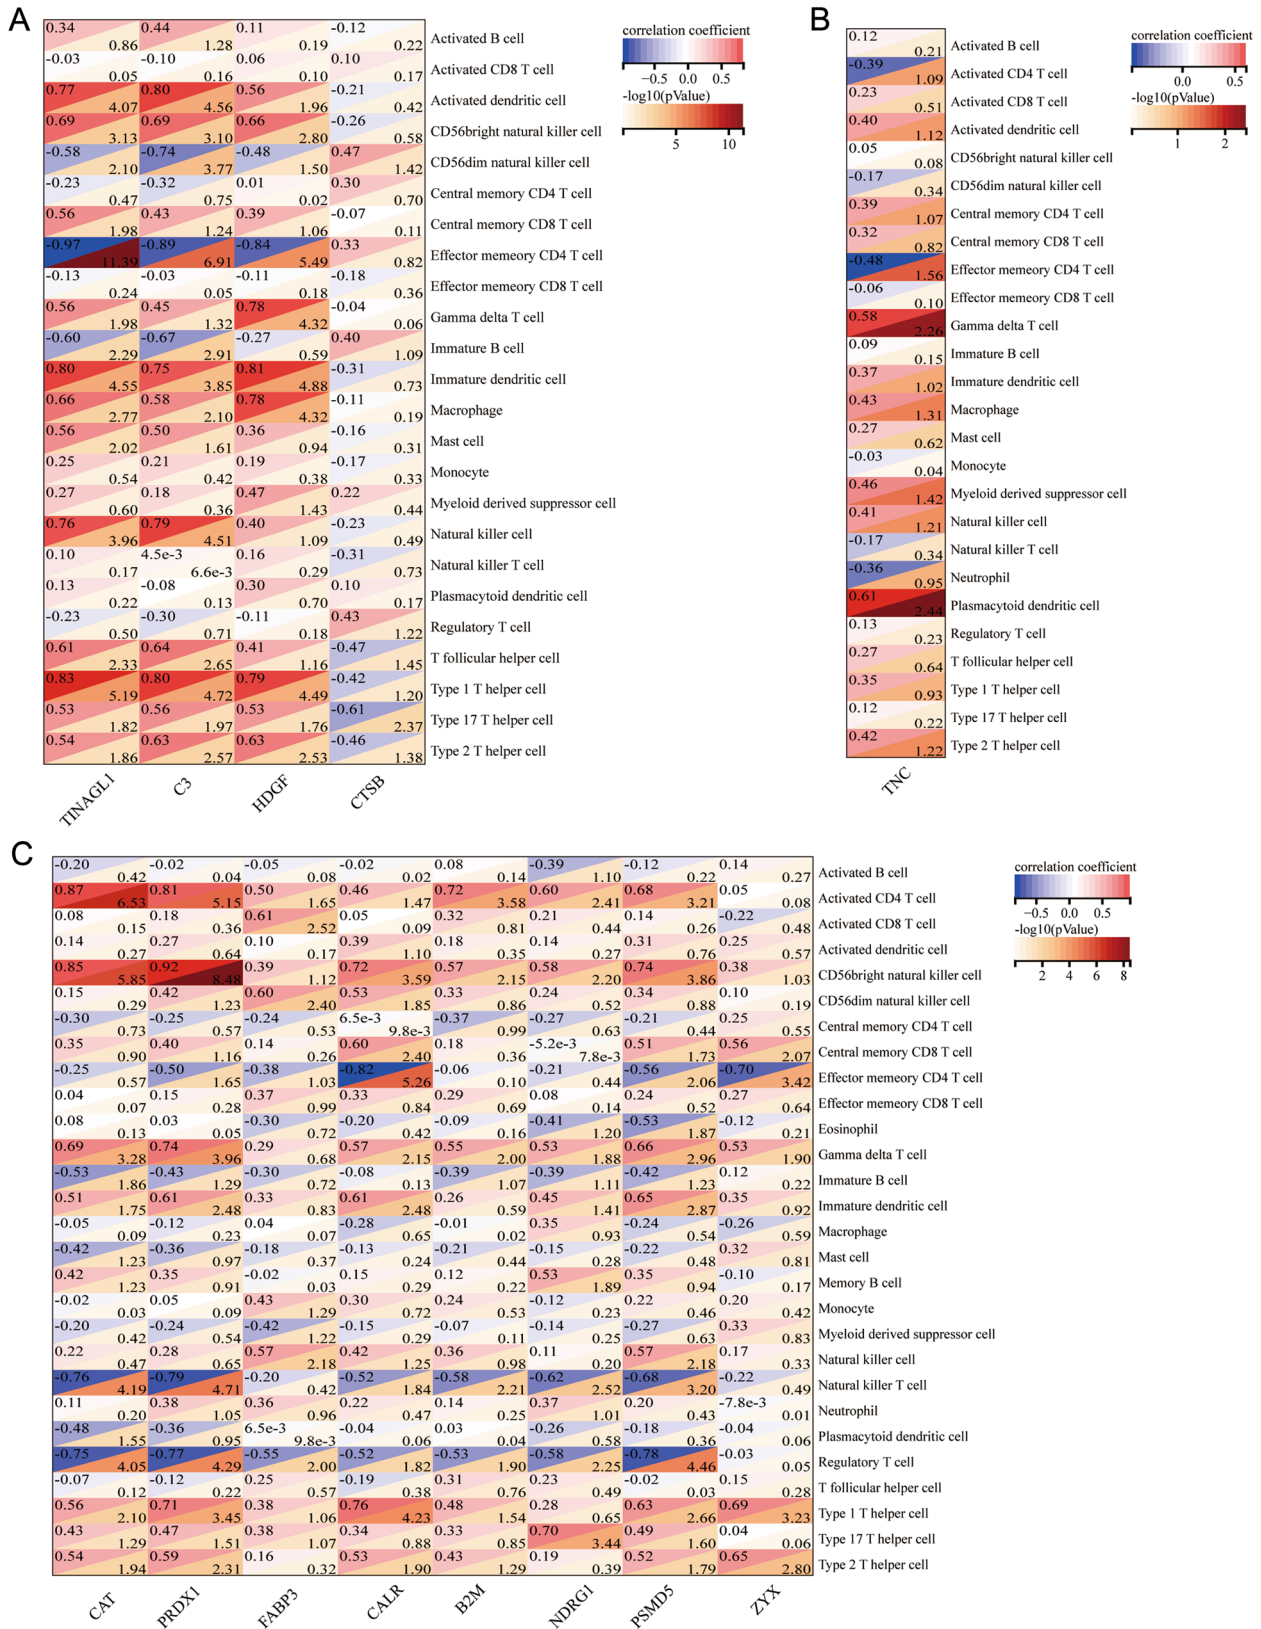 A
0.34 0.44 0.11 -0.12
0.86 1.28 0.19 0.22 Activated B cell
-0.03 -0.10 0.06 0.10
0.05 0.16 0.10 0.17 Activated CD8 T cell
0.77 0.80 0.56 -0.21
4.07 4.56 1.96 0.42 Activated dendritic cell
0.69 0.69 0.66 -0.26
3.13 3.10 2.80 0.58 CD56bright natural killer cell
-0.58 -0.74 -0.48 0.47
2.10 3.77 1.50 1.42 CD56dim natural killer cell
-0.23 -0.32 0.01 0.30
0.47 0.75 0.02 0.70 Central memory CD4 T cell
0.56 0.43 0.39 -0.07
1.98 1.24 1.06 0.11 Central memory CD8 T cell
-0.97 -0.89 -0.84 0.33
11.39 6.91 5.49 0.82 Effector memeory CD4 T cell
-0.13 -0.03 -0.11 -0.18
0.24 0.05 0.18 0.36 Effector memeory CD8 T cell
0.56 0.45 0.78 -0.04
1.98 1.32 4.32 0.06 Gamma delta T cell
-0.60 -0.67 -0.27 0.40
2.29 2.91 0.59 1.09 Immature B cell
0.80 0.75 0.81 -0.31
4.55 3.85 4.88 0.73 Immature dendritic cell
0.66 0.58 0.78 -0.11
2.77 2.10 4.32 0.19 Macrophage
0.56 0.50 0.36 -0.16
2.02 1.61 0.94 0.31 Mast cell
0.25 0.21 0.19 -0.17
0.54 0.42 0.38 0.33 Monocyte
0.27 0.18 0.47 0.22
0.60 0.36 1.43 0.44 Myeloid derived suppressor cell
0.76 0.79 0.40 -0.23
3.96 4.51 1.09 0.49 Natural killer cell
0.10 4.5e-3 0.16 -0.31
0.17 6.6e-3 0.29 0.73 Natural killer T cell
0.13 -0.08 0.30 0.10
0.22 0.13 0.70 0.17 Plasmacytoid dendritic cell
-0.23 -0.30 -0.11 0.43
0.50 0.71 0.18 1.22 Regulatory T cell
0.61 0.64 0.41 -0.47
2.33 2.65 1.16 1.45 T follicular helper cell
0.83 0.80 0.79 -0.42
5.19 4.72 4.49 1.20 Type 1 T helper cell
0.53 0.56 0.53 -0.61
1.82 1.97 1.76 2.37 Type 17 T helper cell
0.54 0.63 0.63 -0.46
1.86 2.57 2.53 1.38 Type 2 T helper cell
TINAGL1 C3 HDGF CTSB
correlation coefficient
−0.5 0.0 0.5
-log10(pValue)
5 10
B
0.12
0.21 Activated B cell
-0.39
1.09 Activated CD4 T cell
0.23
0.51 Activated CD8 T cell
0.40
1.12 Activated dendritic cell
0.05
0.08 CD56bright natural killer cell
-0.17
0.34 CD56dim natural killer cell
0.39
1.07 Central memory CD4 T cell
0.32
0.82 Central memory CD8 T cell
-0.48
1.56 Effector memeory CD4 T cell
-0.06
0.10 Effector memeory CD8 T cell
0.58
2.26 Gamma delta T cell
0.09
0.15 Immature B cell
0.37
1.02 Immature dendritic cell
0.43
1.31 Macrophage
0.27
0.62 Mast cell
-0.03
0.04 Monocyte
0.46
1.42 Myeloid derived suppressor cell
0.41
1.21 Natural killer cell
-0.17
0.34 Natural killer T cell
-0.36
0.95 Neutrophil
0.61
2.44 Plasmacytoid dendritic cell
0.13
0.23 Regulatory T cell
0.27
0.64 T follicular helper cell
0.35
0.93 Type 1 T helper cell
0.12
0.22 Type 17 T helper cell
0.42
1.22 Type 2 T helper cell
TNC
correlation coefficient
0.0 0.5
-log10(pValue)
1 2
C
-0.20 -0.02 -0.05 -0.02 0.08 -0.39 -0.12 0.14
0.42 0.04 0.08 0.02 0.14 1.10 0.22 0.27 Activated B cell
0.87 0.81 0.50 0.46 0.72 0.60 0.68 0.05
6.53 5.15 1.65 1.47 3.58 2.41 3.21 0.08 Activated CD4 T cell
0.08 0.18 0.61 0.05 0.32 0.21 0.14 -0.22
0.15 0.36 2.52 0.09 0.81 0.44 0.26 0.48 Activated CD8 T cell
0.14 0.27 0.10 0.39 0.18 0.14 0.31 0.25
0.27 0.64 0.17 1.10 0.35 0.27 0.76 0.57 Activated dendritic cell
0.85 0.92 0.39 0.72 0.57 0.58 0.74 0.38
5.85 8.48 1.12 3.59 2.15 2.20 3.86 1.03 CD56bright natural killer cell
0.15 0.42 0.60 0.53 0.33 0.24 0.34 0.10
0.29 1.23 2.40 1.85 0.86 0.52 0.88 0.19 CD56dim natural killer cell
-0.30 -0.25 -0.24 6.5e-3 -0.37 -0.27 -0.21 0.25
0.73 0.57 0.53 9.8e-3 0.99 0.63 0.44 0.55 Central memory CD4 T cell
0.35 0.40 0.14 0.60 0.18 -5.2e-3 0.51 0.56
0.90 1.16 0.26 2.40 0.36 7.8e-3 1.73 2.07 Central memory CD8 T cell
-0.25 -0.50 -0.38 -0.82 -0.06 -0.21 -0.56 -0.70
0.57 1.65 1.03 5.26 0.10 0.44 2.06 3.42 Effector memeory CD4 T cell
0.04 0.15 0.37 0.33 0.29 0.08 0.24 0.27
0.07 0.28 0.99 0.84 0.69 0.14 0.52 0.64 Effector memeory CD8 T cell
0.08 0.03 -0.30 -0.20 -0.09 -0.41 -0.53 -0.12
0.13 0.05 0.72 0.42 0.16 1.20 1.87 0.21 Eosinophil
0.69 0.74 0.29 0.57 0.55 0.53 0.66 0.53
3.28 3.96 0.68 2.15 2.00 1.88 2.96 1.90 Gamma delta T cell
-0.53 -0.43 -0.30 -0.08 -0.39 -0.39 -0.42 0.12
1.86 1.29 0.72 0.13 1.07 1.11 1.23 0.22 Immature B cell
0.51 0.61 0.33 0.61 0.26 0.45 0.65 0.35
1.75 2.48 0.83 2.48 0.59 1.41 2.87 0.92 Immature dendritic cell
-0.05 -0.12 0.04 -0.28 -0.01 0.35 -0.24 -0.26
0.09 0.23 0.07 0.65 0.02 0.93 0.54 0.59 Macrophage
-0.42 -0.36 -0.18 -0.13 -0.21 -0.15 -0.22 0.32
1.23 0.97 0.37 0.24 0.44 0.28 0.48 0.81 Mast cell
0.42 0.35 -0.02 0.15 0.12 0.53 0.35 -0.10
1.23 0.91 0.03 0.29 0.22 1.89 0.94 0.17 Memory B cell
-0.02 0.05 0.43 0.30 0.24 -0.12 0.22 0.20
0.03 0.09 1.29 0.72 0.53 0.23 0.46 0.42 Monocyte
-0.20 -0.24 -0.42 -0.15 -0.07 -0.14 -0.27 0.33
0.42 0.54 1.22 0.29 0.11 0.25 0.63 0.83 Myeloid derived suppressor cell
0.22 0.28 0.57 0.42 0.36 0.11 0.57 0.17
0.47 0.65 2.18 1.25 0.98 0.20 2.18 0.33 Natural killer cell
-0.76 -0.79 -0.20 -0.52 -0.58 -0.62 -0.68 -0.22
4.19 4.71 0.42 1.84 2.21 2.52 3.20 0.49 Natural killer T cell
0.11 0.38 0.36 0.22 0.14 0.37 0.20 -7.8e-3
0.20 1.05 0.96 0.47 0.25 1.01 0.43 0.01 Neutrophil
-0.48 -0.36 6.5e-3 -0.04 0.03 -0.26 -0.18 -0.04
1.55 0.95 9.8e-3 0.06 0.04 0.58 0.36 0.06 Plasmacytoid dendritic cell
-0.75 -0.77 -0.55 -0.52 -0.53 -0.58 -0.78 -0.03
4.05 4.29 2.00 1.82 1.90 2.25 4.46 0.05 Regulatory T cell
-0.07 -0.12 0.25 -0.19 0.31 0.23 -0.02 0.15
0.12 0.22 0.57 0.38 0.76 0.49 0.03 0.28 T follicular helper cell
0.56 0.71 0.38 0.76 0.48 0.28 0.63 0.69
2.10 3.45 1.06 4.23 1.54 0.65 2.66 3.23 Type 1 T helper cell
0.43 0.47 0.38 0.34 0.33 0.70 0.49 0.04
1.29 1.51 1.07 0.88 0.85 3.44 1.60 0.06 Type 17 T helper cell
0.54 0.59 0.16 0.53 0.43 0.19 0.52 0.65
1.94 2.31 0.32 1.90 1.29 0.39 1.79 2.80 Type 2 T helper cell
CAT PRDX1 FABP3 CALR B2M NDRG1 PSMD5 ZYX
correlation coefficient
−0.5 0.0 0.5
-log10(pValue)
2 4 6 8